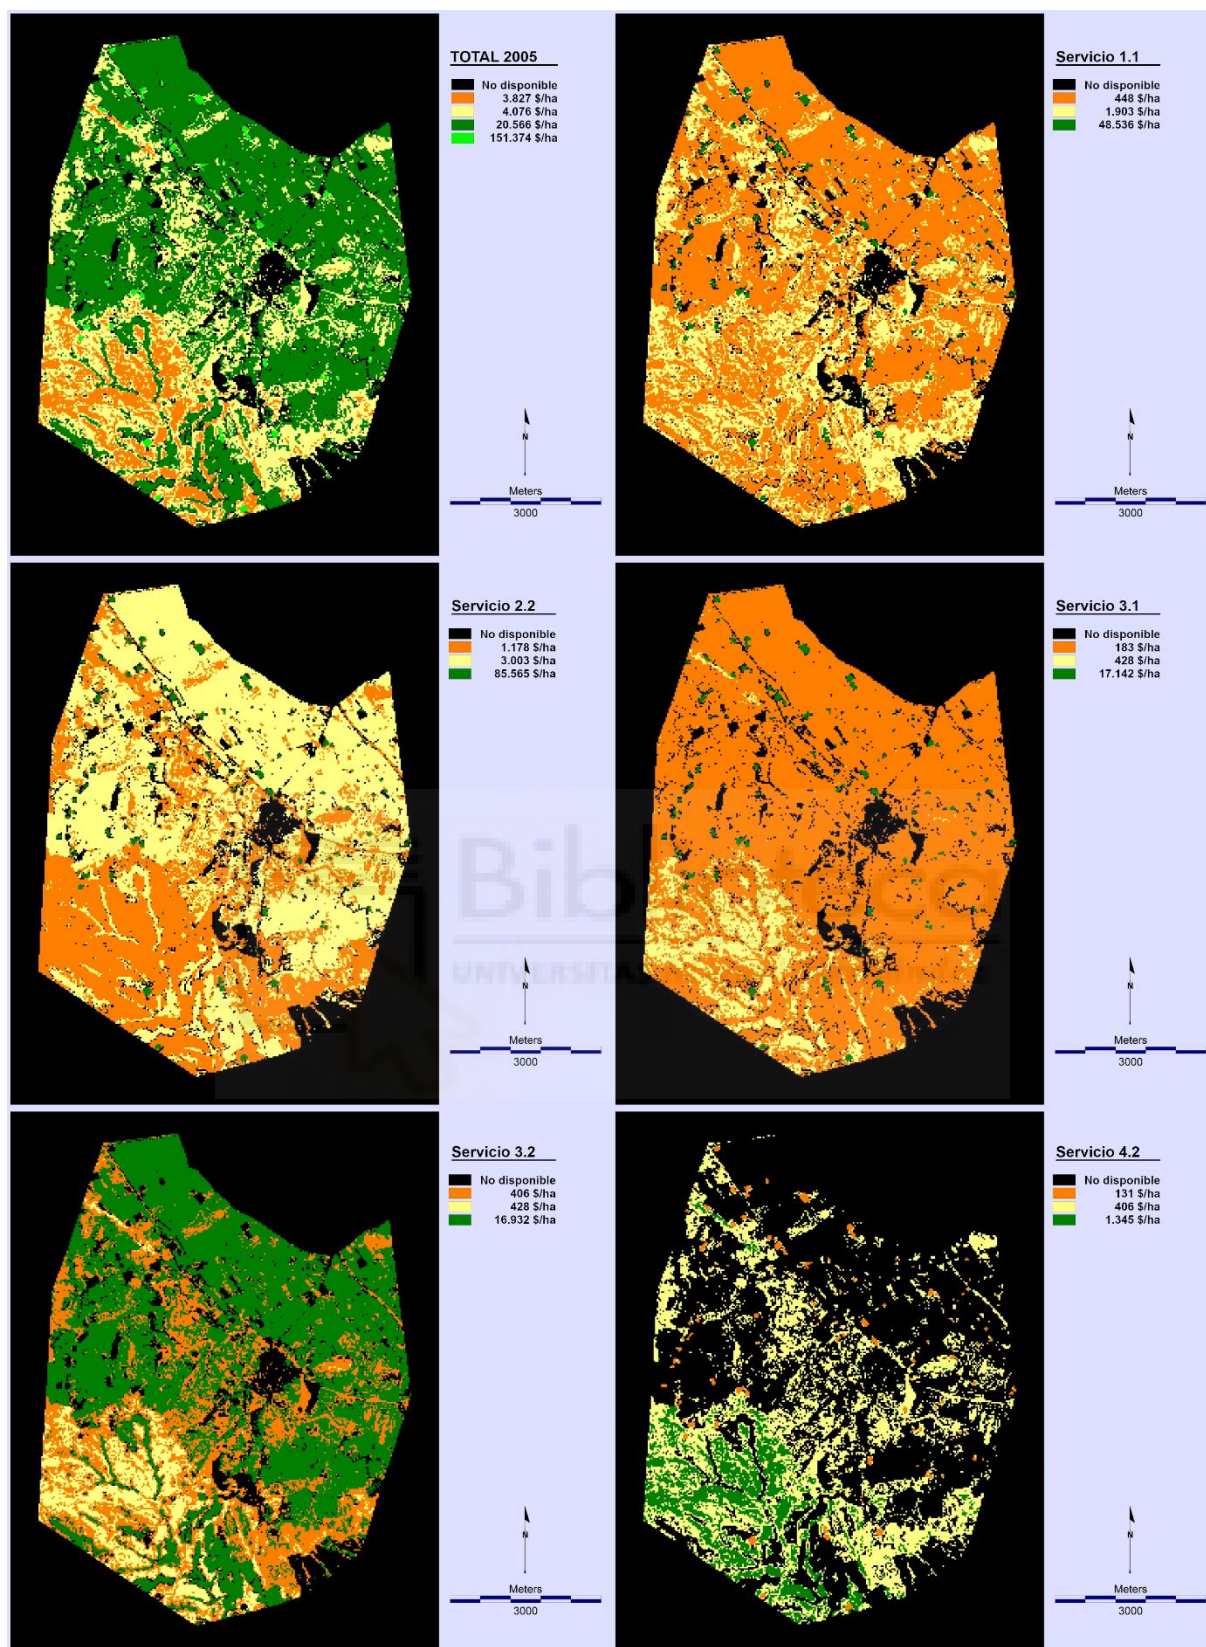 TOTAL 2005
No disponible
3.827 $/ha
4.076 $/ha
20.566 $/ha
151.374 $/ha
N
Meters
3000
Servicio 1.1
No disponible
448 $/ha
1.903 $/ha
48.536 $/ha
N
Meters
3000
Servicio 2.2
No disponible
1.178 $/ha
3.003 $/ha
85.565 $/ha
N
Meters
3000
Servicio 3.1
No disponible
183 $/ha
428 $/ha
17.142 $/ha
N
Meters
3000
Biblioteca
Servicio 3.2
No disponible
406 $/ha
428 $/ha
16.932 $/ha
N
Meters
3000
Servicio 4.2
No disponible
131 $/ha
406 $/ha
1.345 $/ha
N
Meters
3000